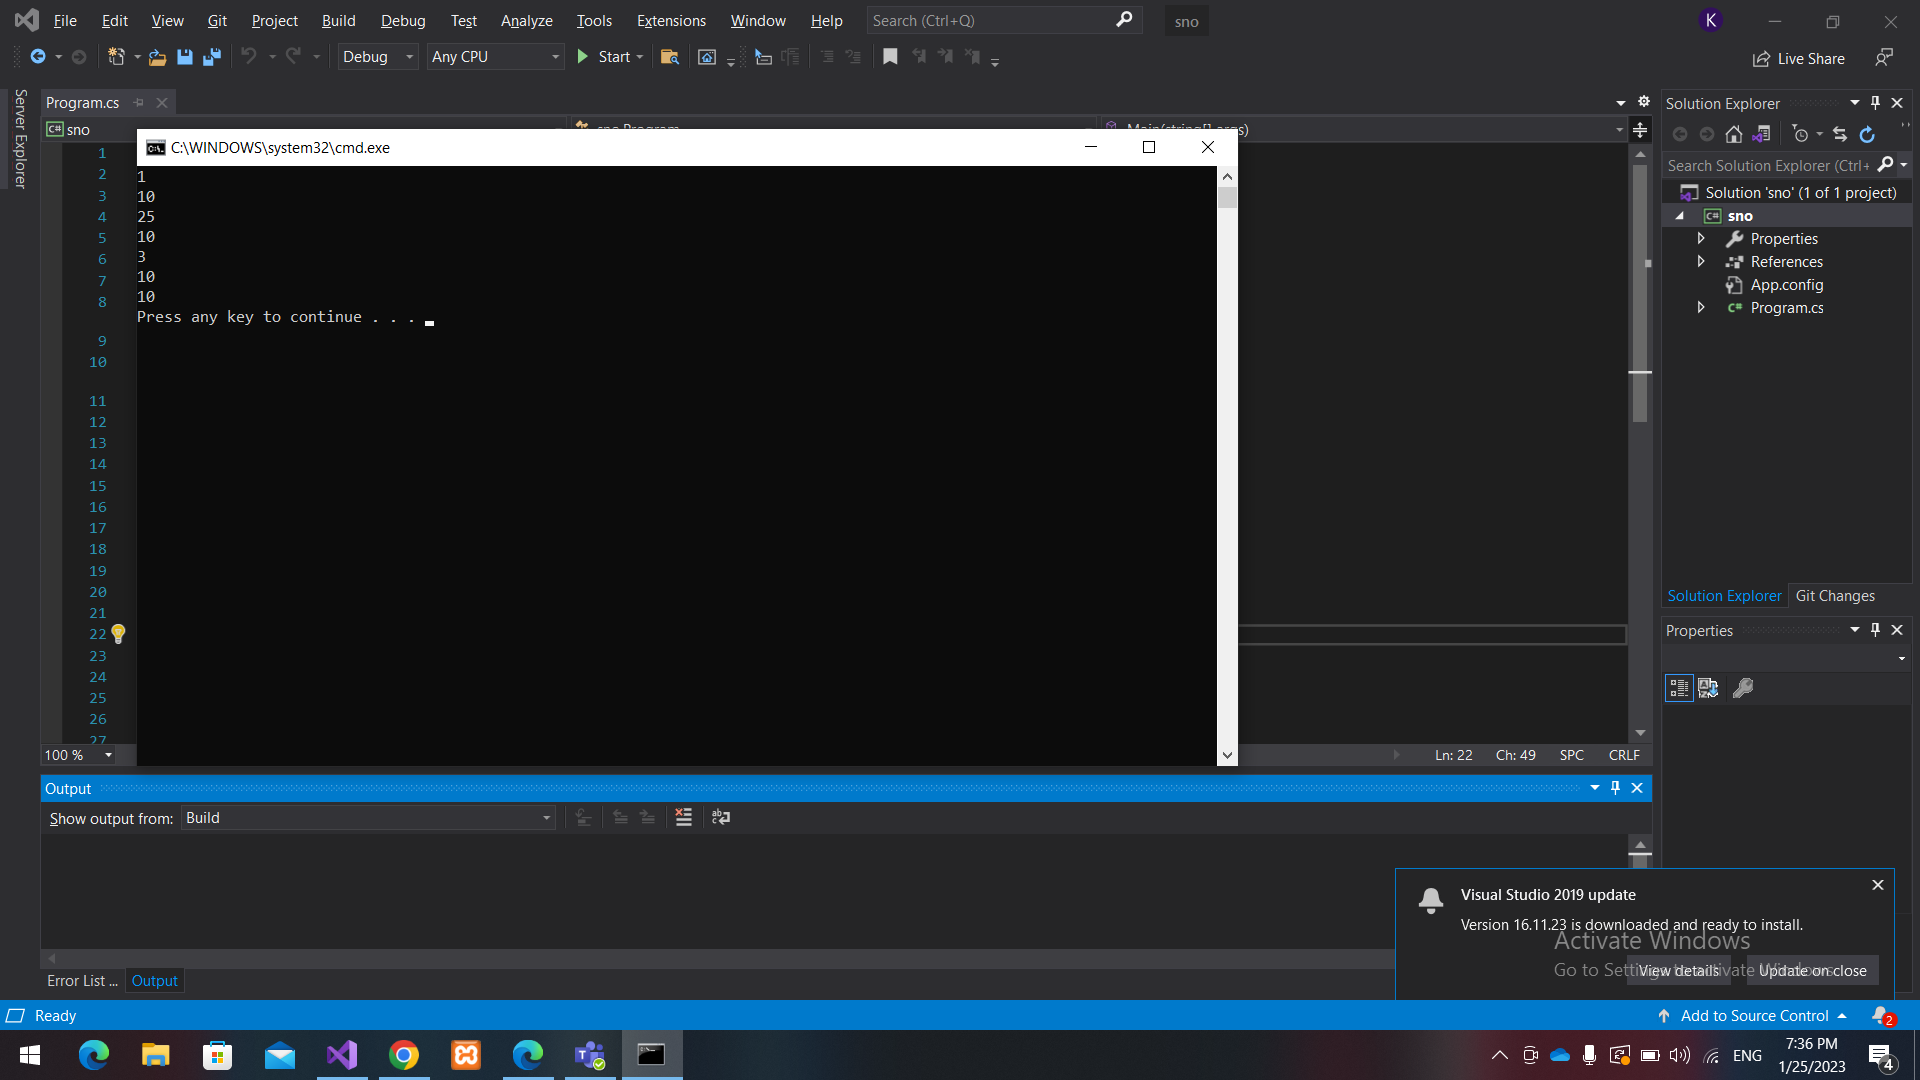 File Edit View Git Project Build Debug Test Analyze Tools Extensions Window Help Search (Ctrl+Q) sno K
Debug Any CPU Start Live Share
Server Explorer
Program.cs
sno
C:\WINDOWS\system32\cmd.exe
1
10
25
10
3
10
10
Press any key to continue . . .
1
2
3
4
5
6
7
8
9
10
11
12
13
14
15
16
17
18
19
20
21
22
23
24
25
26
27
100 % Ln: 22 Ch: 49 SPC CRLF
Solution Explorer
Search Solution Explorer (Ctrl+
Solution 'sno' (1 of 1 project)
sno
Properties
References
App.config
Program.cs
Solution Explorer Git Changes
Properties
Output
Show output from: Build
Error List ... Output
Visual Studio 2019 update
Version 16.11.23 is downloaded and ready to install.
View details Update on close
Activate Windows
Go to Settings to activate Windows.
Ready Add to Source Control 2
ENG 7:36 PM
1/25/2023 4